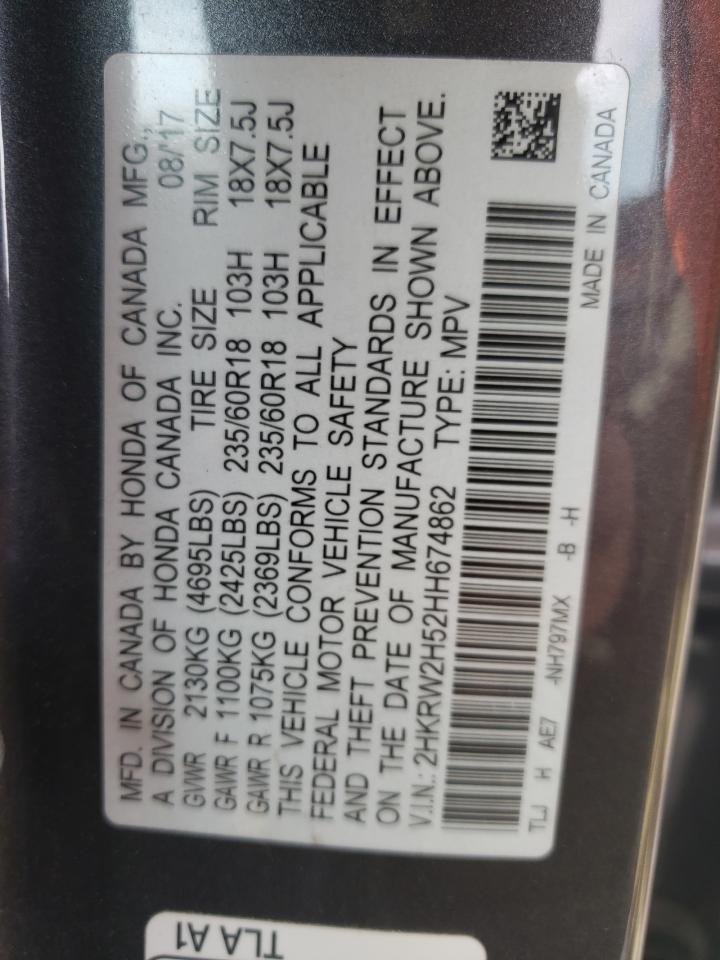 MFD. IN CANADA BY HONDA OF CANADA MFG.,
A DIVISION OF HONDA CANADA INC. 08/'17
GVWR 2130KG (4695LBS) TIRE SIZE RIM SIZE
GAWR F 1100KG (2425LBS) 235/60R18 103H 18X7.5J
GAWR R 1075KG (2369LBS) 235/60R18 103H 18X7.5J
THIS VEHICLE CONFORMS TO ALL APPLICABLE
FEDERAL MOTOR VEHICLE SAFETY
AND THEFT PREVENTION STANDARDS IN EFFECT
ON THE DATE OF MANUFACTURE SHOWN ABOVE.
V.I.N.: 2HKRW2H52HH674862 TYPE: MPV
TLJ H AE7 -NH797MX -B -H
MADE IN CANADA
TLA A1